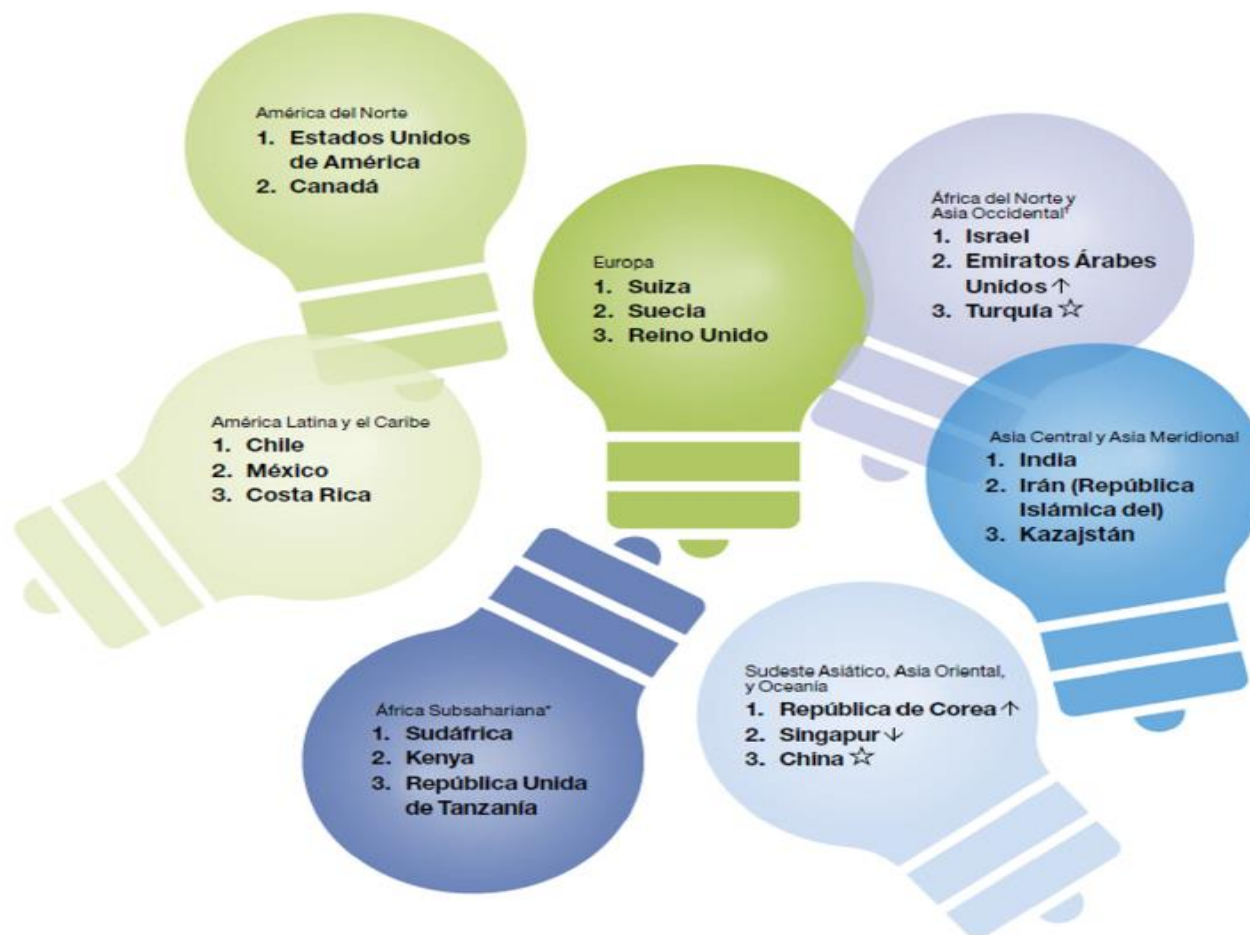 América del Norte
1. Estados Unidos
de América
2. Canadá
África del Norte y
Asia Occidental†
1. Israel
2. Emiratos Árabes
Unidos ↑
3. Turquía ☆
Europa
1. Suiza
2. Suecia
3. Reino Unido
América Latina y el Caribe
1. Chile
2. México
3. Costa Rica
Asia Central y Asia Meridional
1. India
2. Irán (República
Islámica del)
3. Kazajstán
África Subsahariana*
1. Sudáfrica
2. Kenya
3. República Unida
de Tanzanía
Sudeste Asiático, Asia Oriental,
y Oceanía
1. República de Corea ↑
2. Singapur ↓
3. China ☆